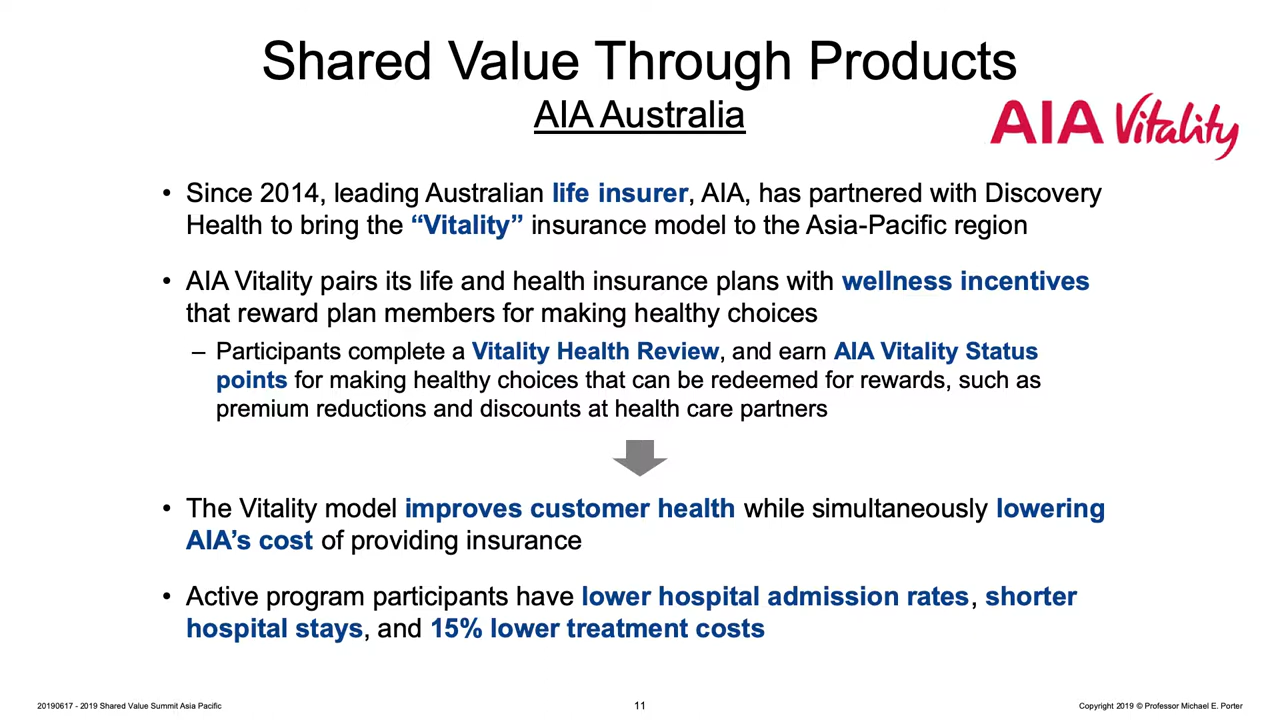 Shared Value Through Products
AIA Australia
AIA Vitality
• Since 2014, leading Australian life insurer, AIA, has partnered with Discovery
Health to bring the “Vitality” insurance model to the Asia-Pacific region
• AIA Vitality pairs its life and health insurance plans with wellness incentives
that reward plan members for making healthy choices
– Participants complete a Vitality Health Review, and earn AIA Vitality Status
points for making healthy choices that can be redeemed for rewards, such as
premium reductions and discounts at health care partners
• The Vitality model improves customer health while simultaneously lowering
AIA’s cost of providing insurance
• Active program participants have lower hospital admission rates, shorter
hospital stays, and 15% lower treatment costs
20190617 - 2019 Shared Value Summit Asia Pacific
11
Copyright 2019 © Professor Michael E. Porter